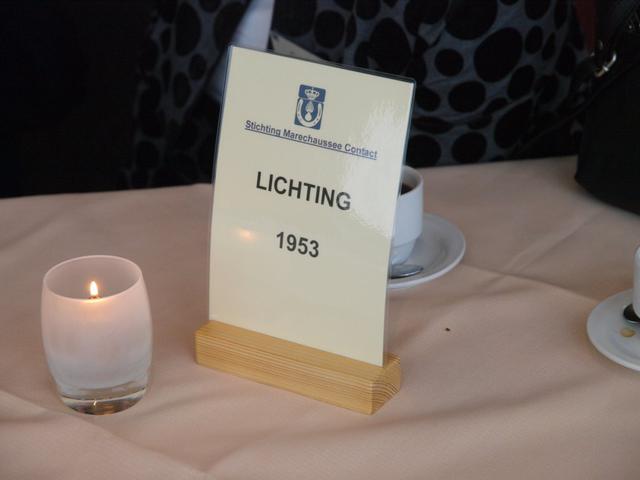 Stichting Marechaussee Contact
LICHTING
1953